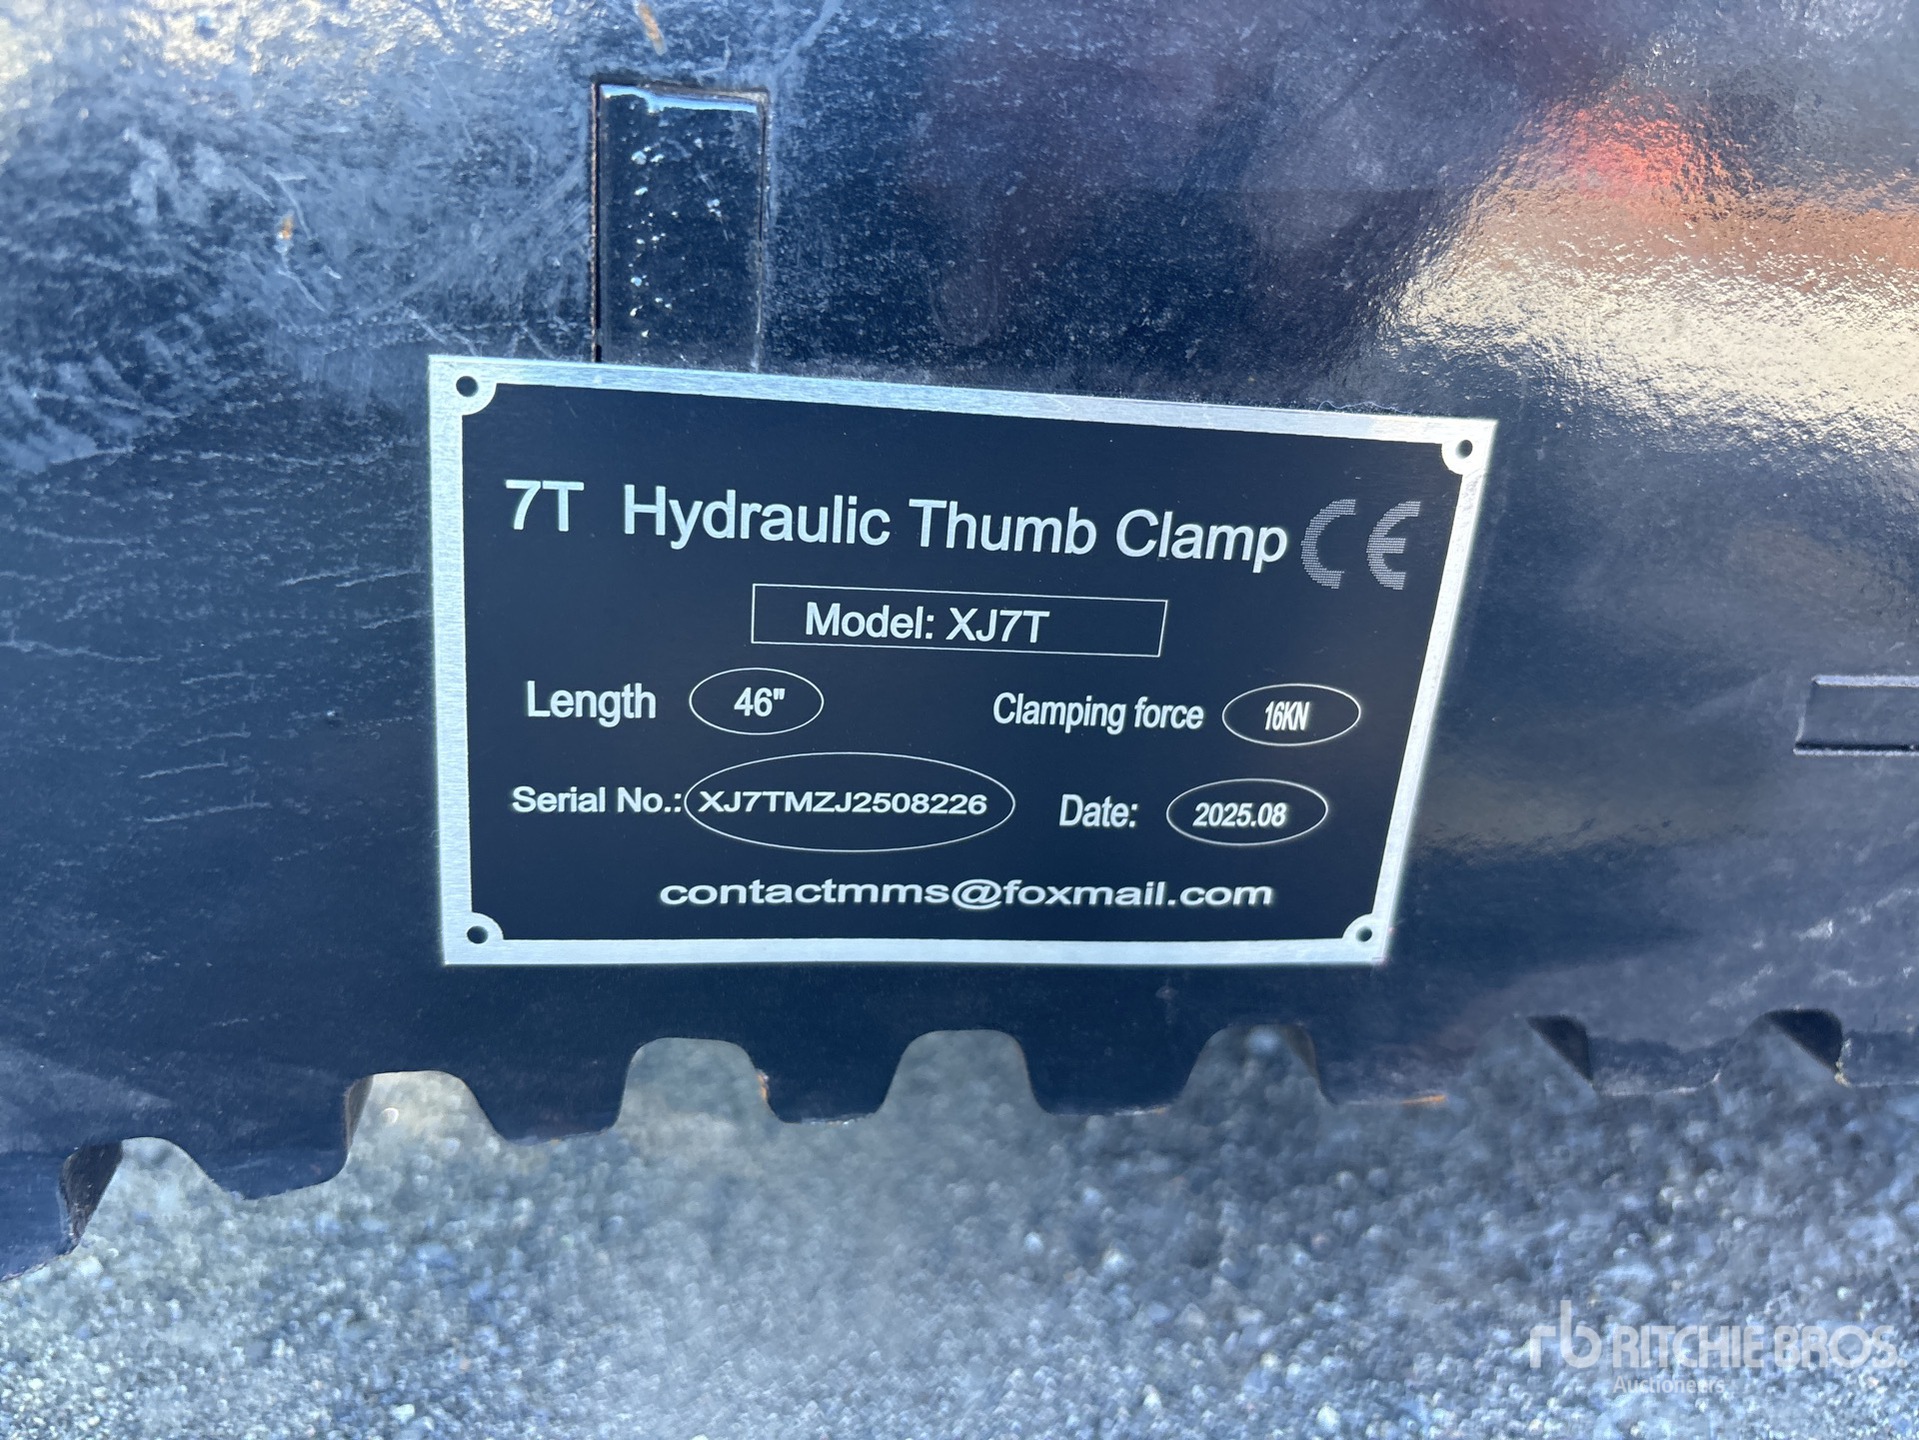 7T Hydraulic Thumb Clamp CE
Model: XJ7T
Length 46" Clamping force 16KN
Serial No.: XJ7TMZJ2508226 Date: 2025.08
contactmms@foxmail.com
rb RITCHIE BROS.
Auctioneers